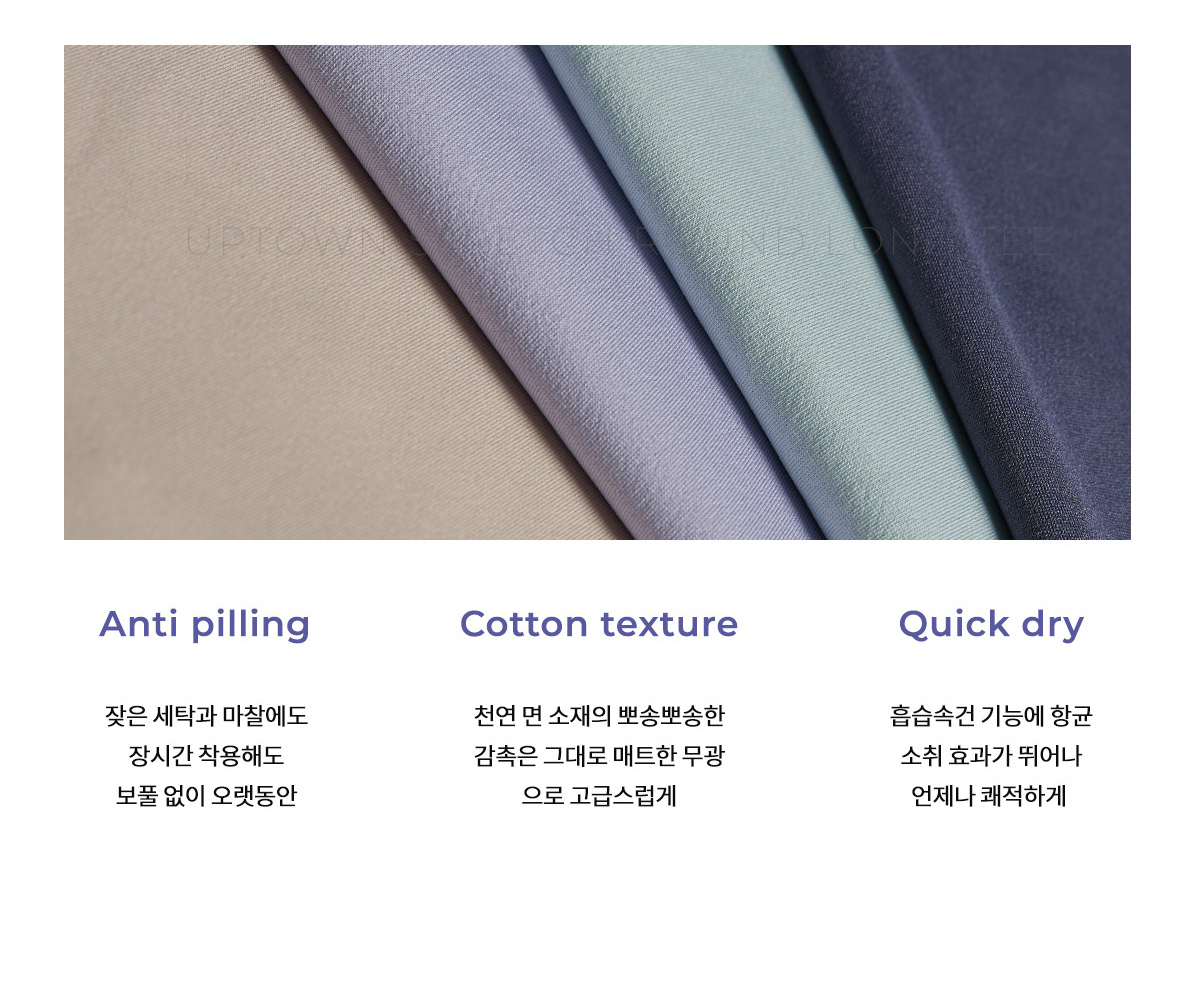 UPTOWN STRETCH ROUND LONG TEE
Anti pilling
잦은 세탁과 마찰에도
장시간 착용해도
보풀 없이 오랫동안
Cotton texture
천연 면 소재의 뽀송뽀송한
감촉은 그대로 매트한 무광
으로 고급스럽게
Quick dry
흡습속건 기능에 항균
소취 효과가 뛰어나
언제나 쾌적하게